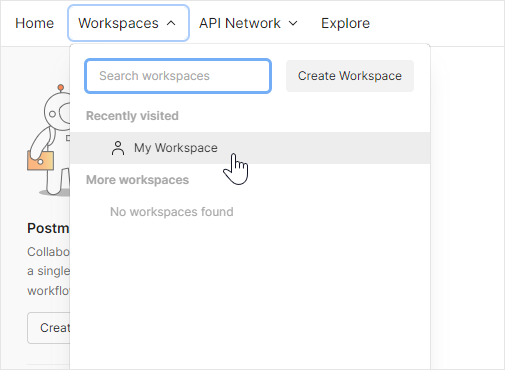 Home Workspaces API Network Explore
Search workspaces Create Workspace
Recently visited
My Workspace
More workspaces
No workspaces found
Postm
Collabo
a single
workflow
Creat